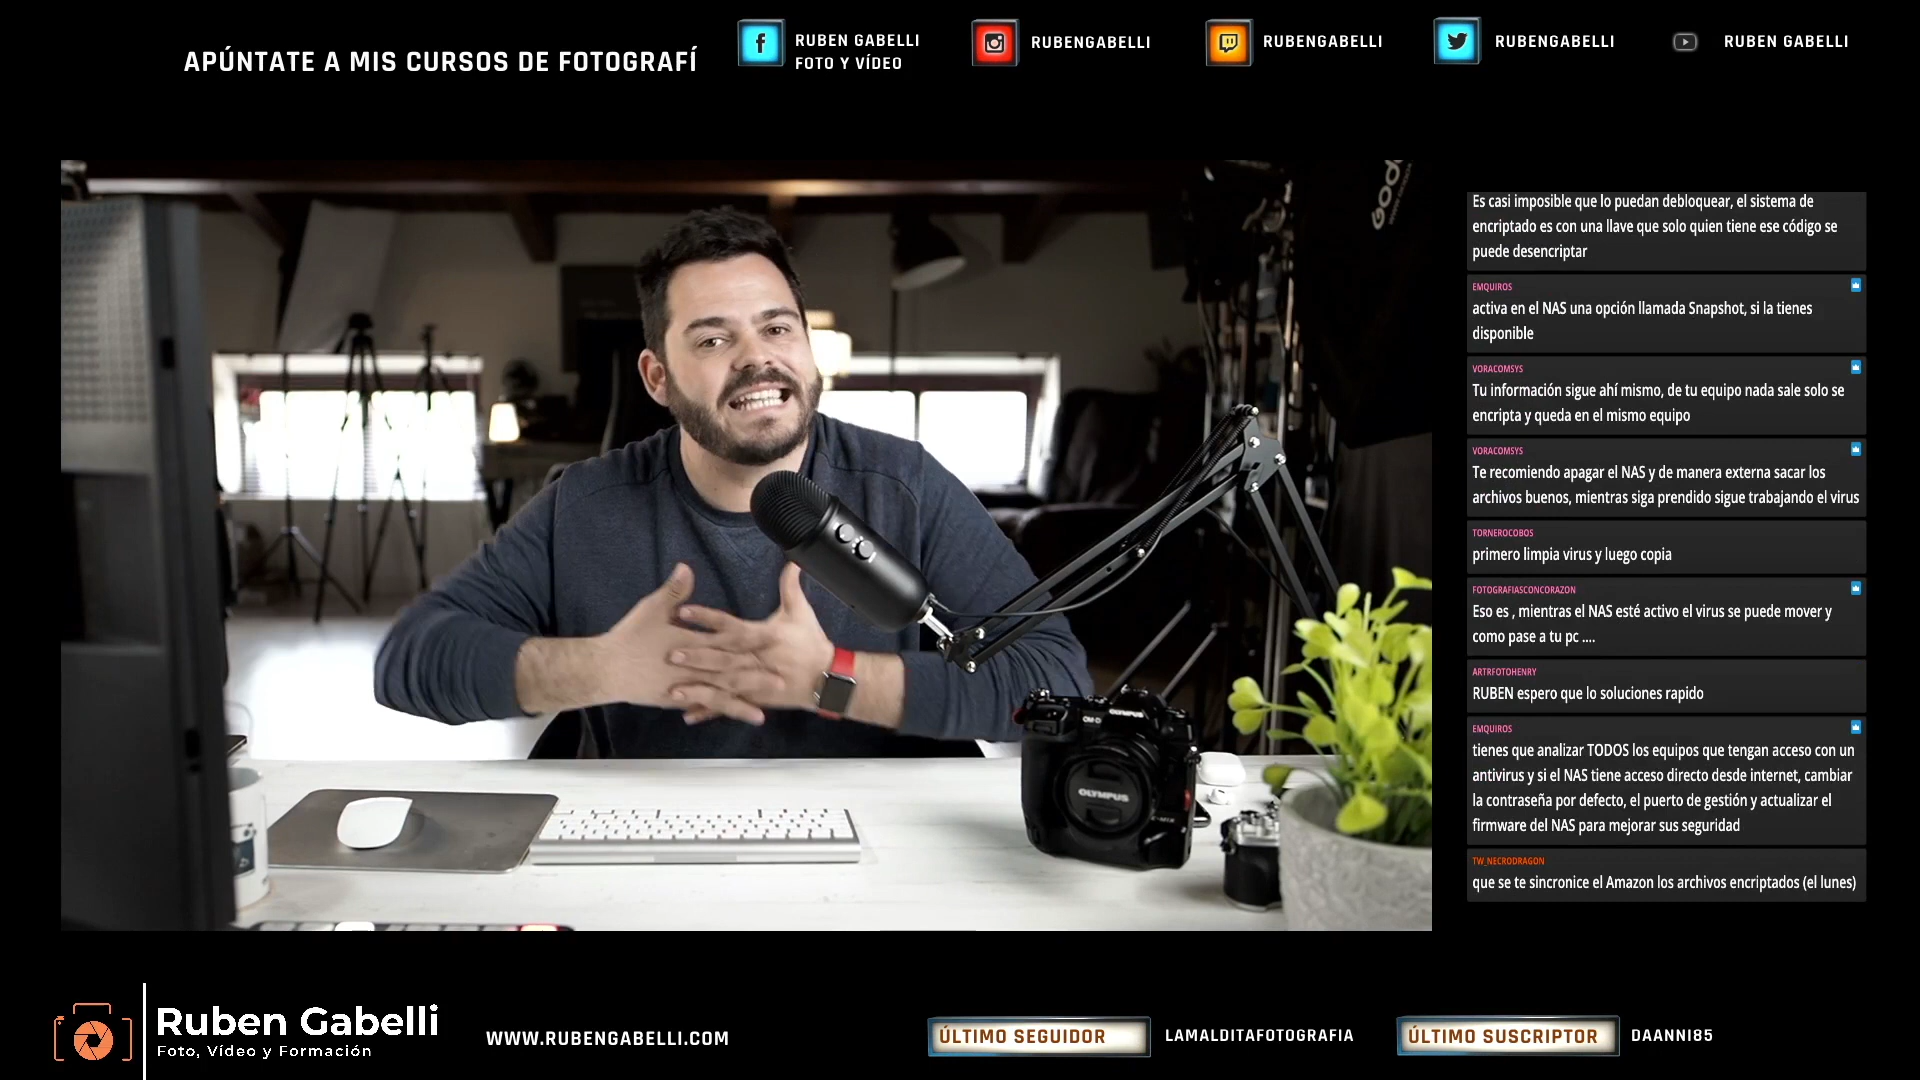 APÚNTATE A MIS CURSOS DE FOTOGRAFÍ
RUBEN GABELLI
FOTO Y VÍDEO
RUBENGABELLI
RUBENGABELLI
RUBENGABELLI
RUBEN GABELLI
Es casi imposible que lo puedan debloquear, el sistema de
encriptado es con una llave que solo quien tiene ese código se
puede desencriptar
EMQUIROS
activa en el NAS una opción llamada Snapshot, si la tienes
disponible
VORACOMSYS
Tu información sigue ahí mismo, de tu equipo nada sale solo se
encripta y queda en el mismo equipo
VORACOMSYS
Te recomiendo apagar el NAS y de manera externa sacar los
archivos buenos, mientras siga prendido sigue trabajando el virus
TORNEROCOBOS
primero limpia virus y luego copia
FOTOGRAFIASCONCORAZON
Eso es , mientras el NAS esté activo el virus se puede mover y
como pase a tu pc ....
ARTRFOTOHENRY
RUBEN espero que lo soluciones rapido
EMQUIROS
tienes que analizar TODOS los equipos que tengan acceso con un
antivirus y si el NAS tiene acceso directo desde internet, cambiar
la contraseña por defecto, el puerto de gestión y actualizar el
firmware del NAS para mejorar sus seguridad
TW_NECRODRAGON
que se te sincronice el Amazon los archivos encriptados (el lunes)
OLYMPUS
OM-D
OLYMPUS
Ruben Gabelli
Foto, Vídeo y Formación
WWW.RUBENGABELLI.COM
ÚLTIMO SEGUIDOR
LAMALDITAFOTOGRAFIA
ÚLTIMO SUSCRIPTOR
DAANNI85